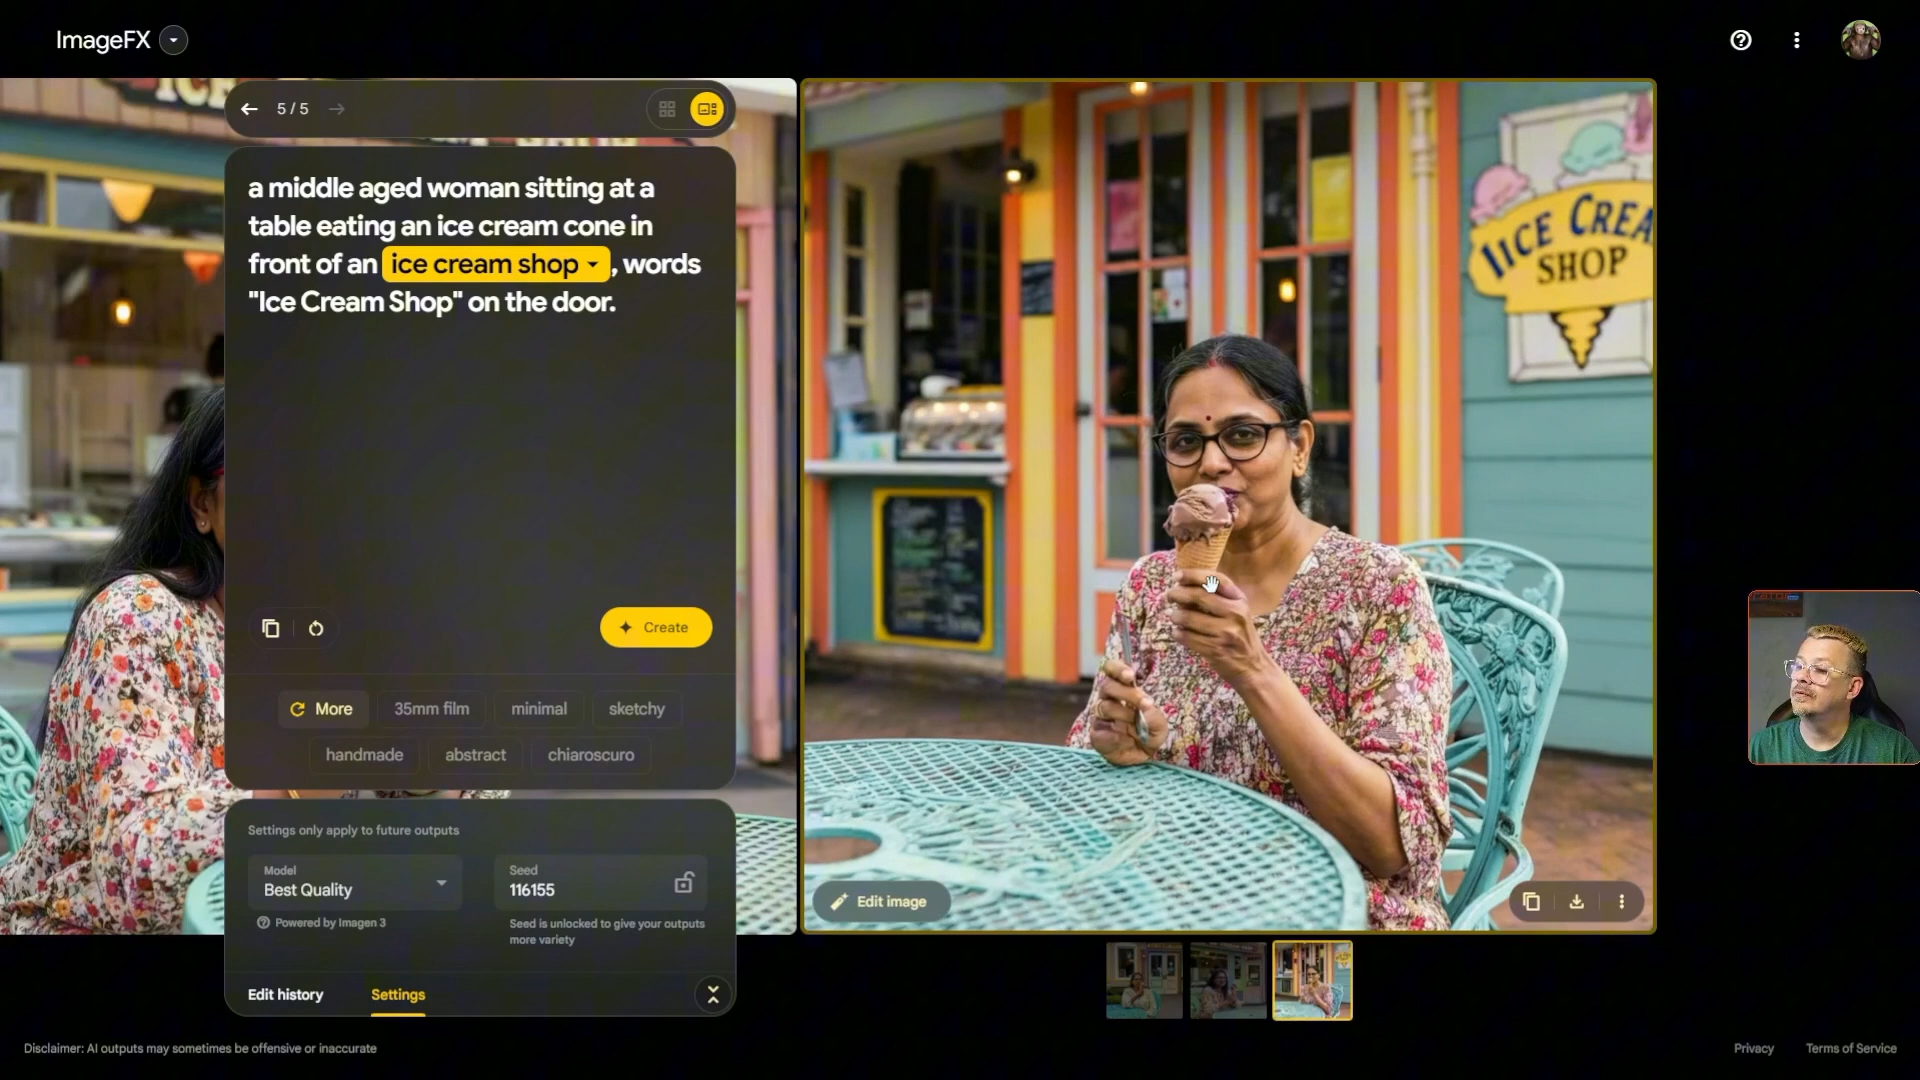 ImageFX
5 / 5
a middle aged woman sitting at a
table eating an ice cream cone in
front of an ice cream shop , words
"Ice Cream Shop" on the door.
Create
More
35mm film
minimal
sketchy
handmade
abstract
chiaroscuro
Settings only apply to future outputs
Model
Best Quality
Powered by Imagen 3
Seed
116155
Seed is unlocked to give your outputs
more variety
Edit history
Settings
IICE CREA
SHOP
Edit image
Disclaimer: AI outputs may sometimes be offensive or inaccurate
Privacy
Terms of Service